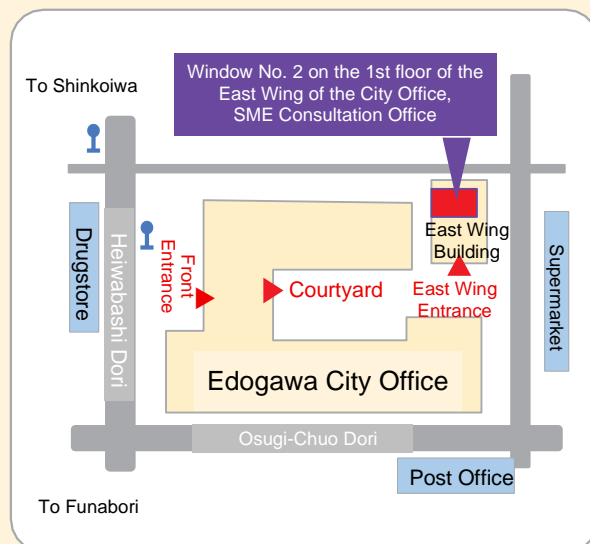 Window No. 2 on the 1st floor of the
East Wing of the City Office,
SME Consultation Office
To Shinkoiwa
Drugstore
Heiwabashi Dori
Front
Entrance
Courtyard
East Wing
Building
East Wing
Entrance
Supermarket
Edogawa City Office
Osugi-Chuo Dori
Post Office
To Funabori